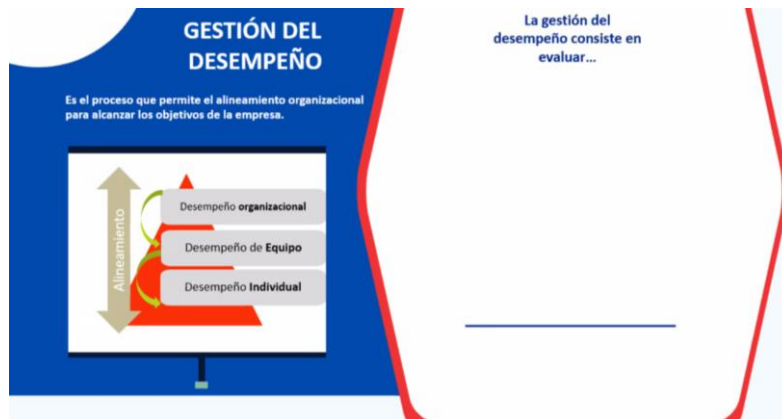 GESTIÓN DEL
DESEMPEÑO
Es el proceso que permite el alineamiento organizacional
para alcanzar los objetivos de la empresa.
Alineamiento
Desempeño organizacional
Desempeño de Equipo
Desempeño Individual
La gestión del
desempeño consiste en
evaluar...